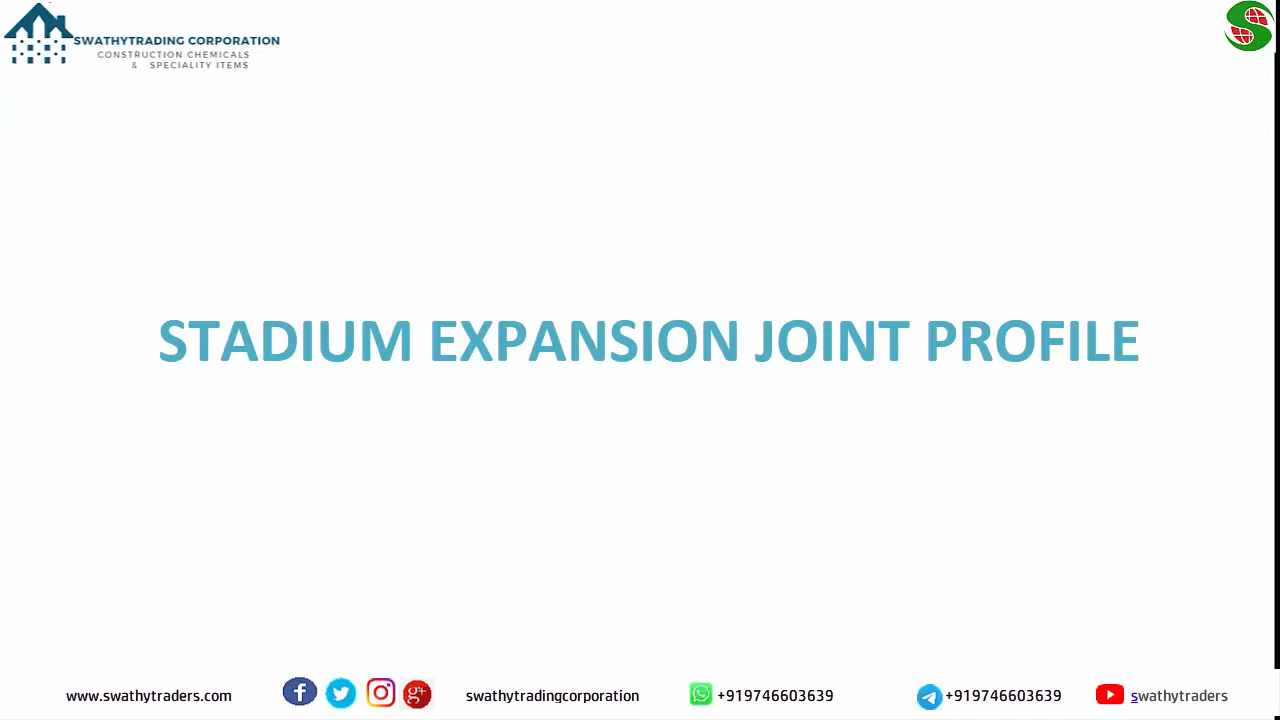 SWATHYTRADING CORPORATION
CONSTRUCTION CHEMICALS
& SPECIALITY ITEMS
STADIUM EXPANSION JOINT PROFILE
www.swathytraders.com swathytradingcorporation +919746603639 +919746603639 swathytraders